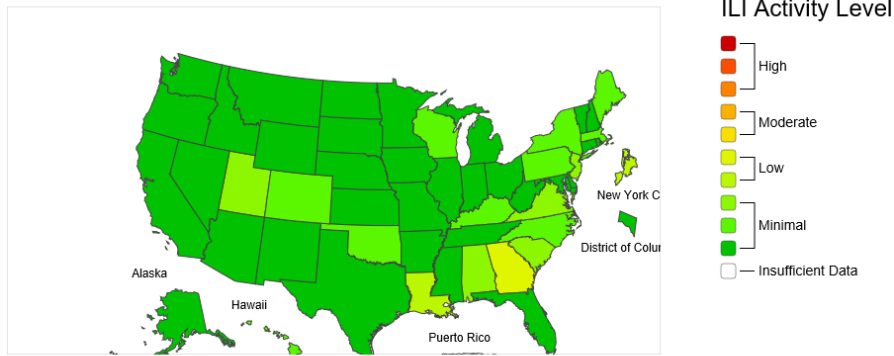 ILI Activity Level
High
Moderate
Low
Minimal
Insufficient Data
New York C
District of Colu
Alaska
Hawaii
Puerto Rico